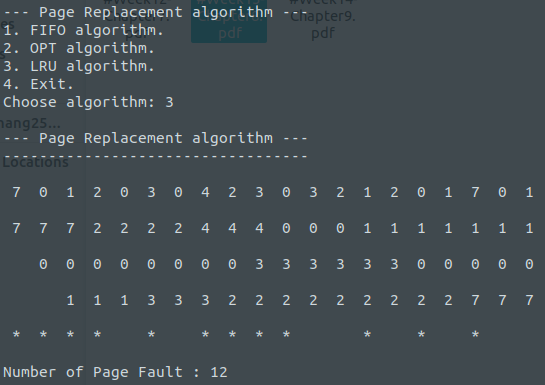 #Week14-
Chapter9.
pdf
--- Page Replacement algorithm ---
1. FIFO algorithm.
2. OPT algorithm.
3. LRU algorithm.
4. Exit.
Choose algorithm: 3
--- Page Replacement algorithm ---
----------------------------------
Locations
7 0 1 2 0 3 0 4 2 3 0 3 2 1 2 0 1 7 0 1
7 7 7 2 2 2 2 4 4 4 0 0 0 1 1 1 1 1 1 1
0 0 0 0 0 0 0 0 3 3 3 3 3 3 0 0 0 0 0
1 1 1 3 3 3 2 2 2 2 2 2 2 2 2 7 7 7
* * * * * * * * * * * *
Number of Page Fault : 12